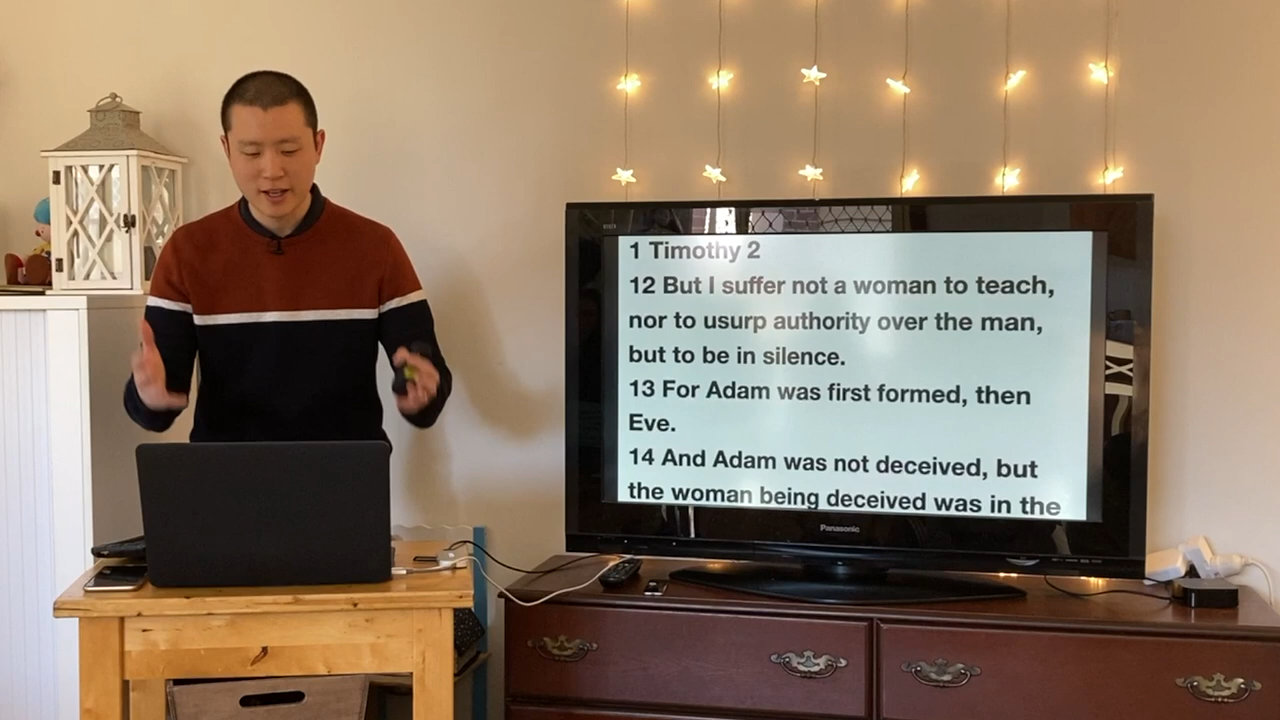 1 Timothy 2
12 But I suffer not a woman to teach,
nor to usurp authority over the man,
but to be in silence.
13 For Adam was first formed, then
Eve.
14 And Adam was not deceived, but
the woman being deceived was in the
Panasonic